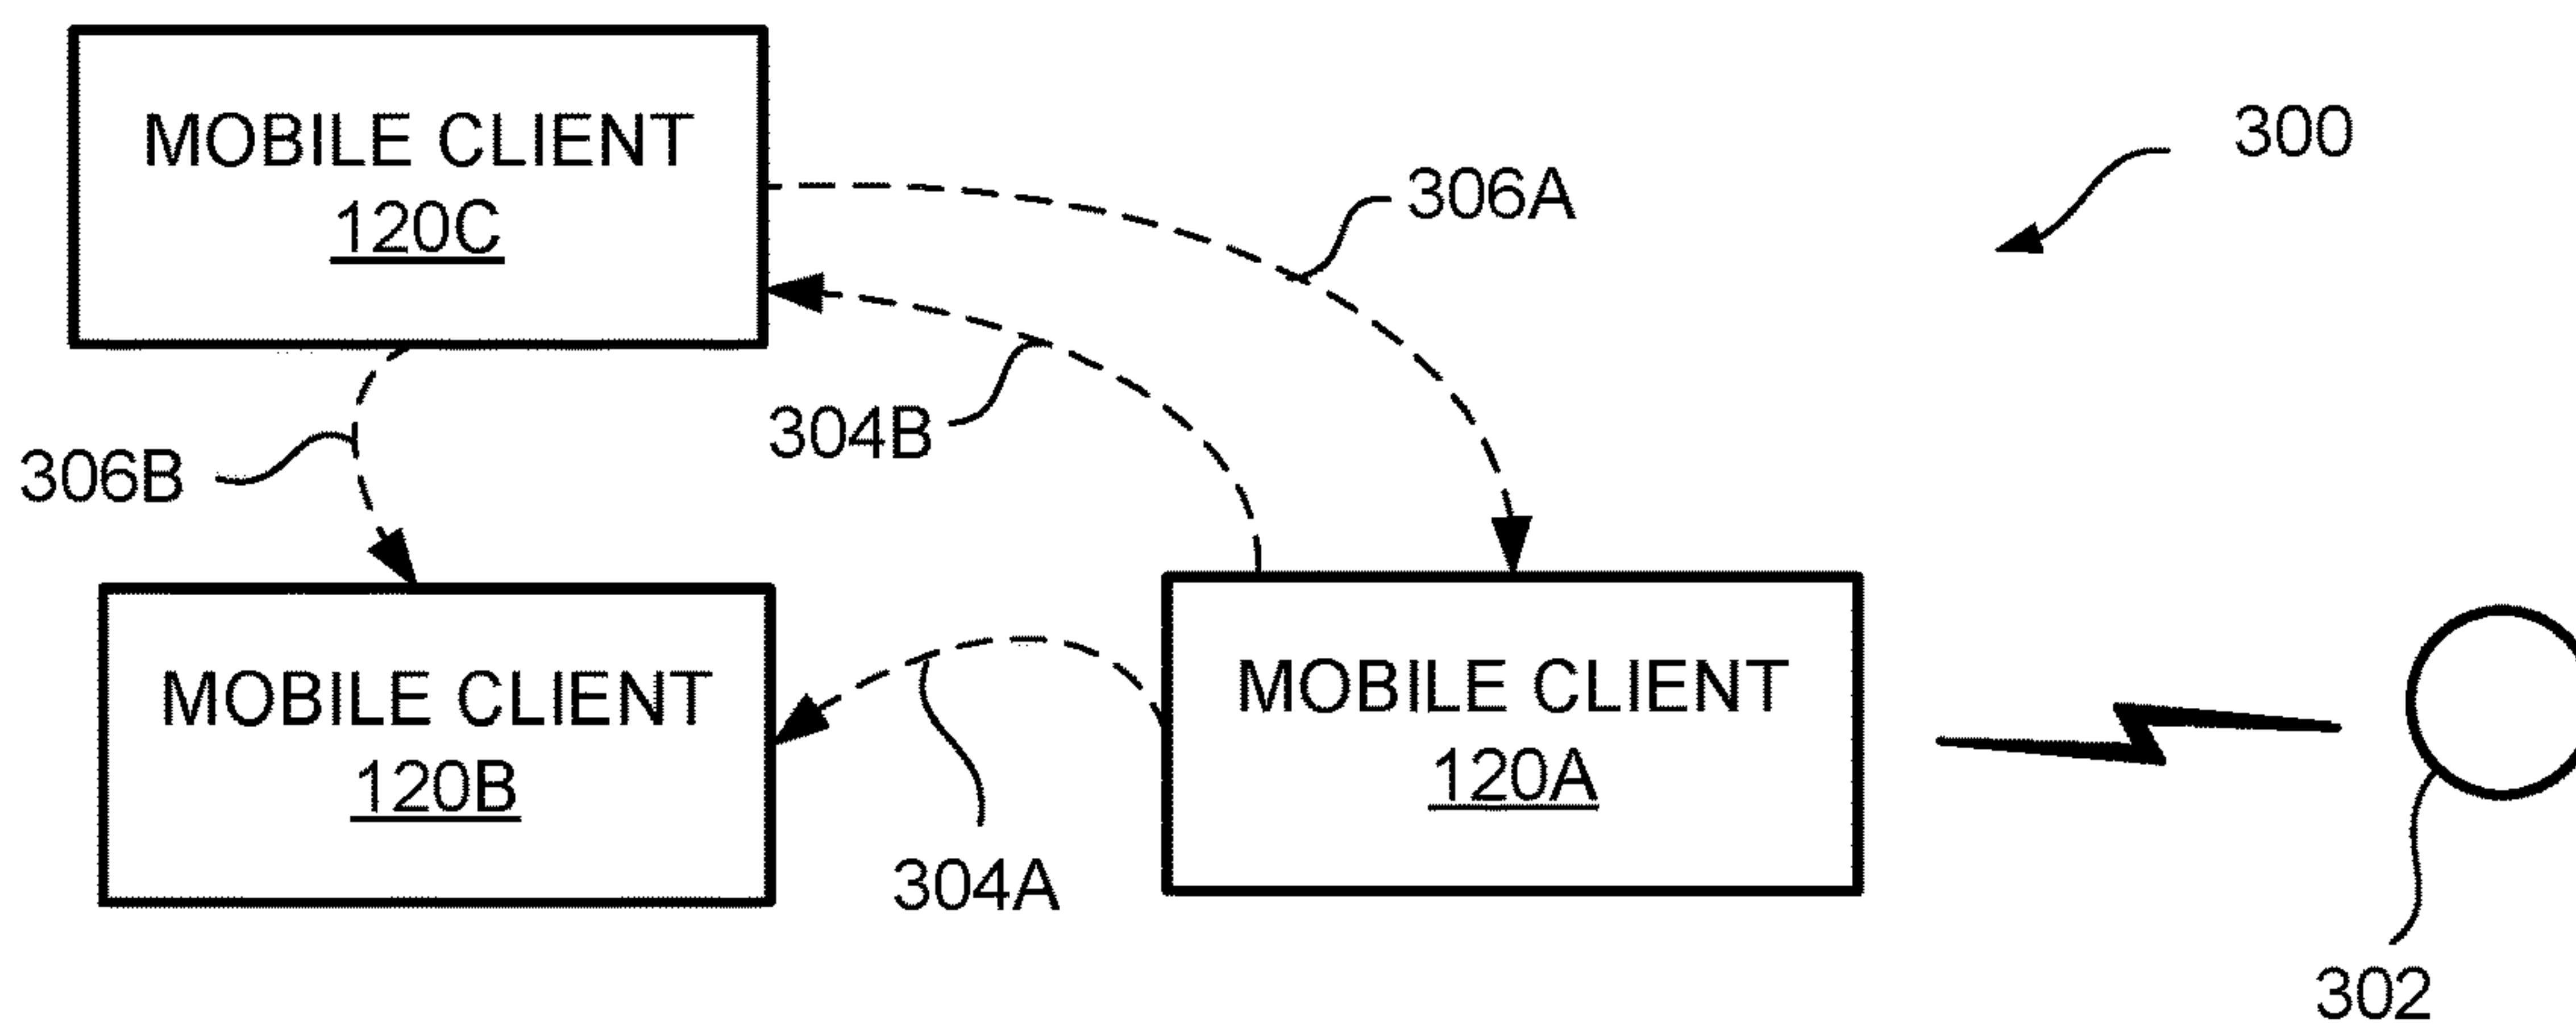 MOBILE CLIENT
120C
300
306A
304B
306B
MOBILE CLIENT
120B
MOBILE CLIENT
120A
304A
302